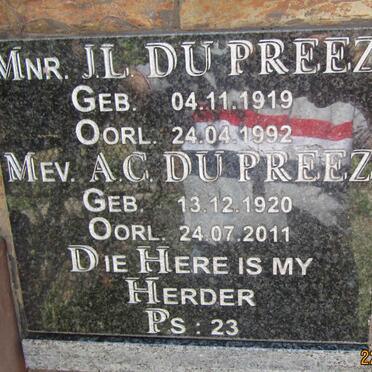 MNR. J.L. DU PREEZ
GEB. 04.11.1919
OORL. 24.04.1992
MEV. A.C. DU PREEZ
GEB. 13.12.1920
OORL. 24.07.2011
DIE HERE IS MY
HERDER
PS : 23